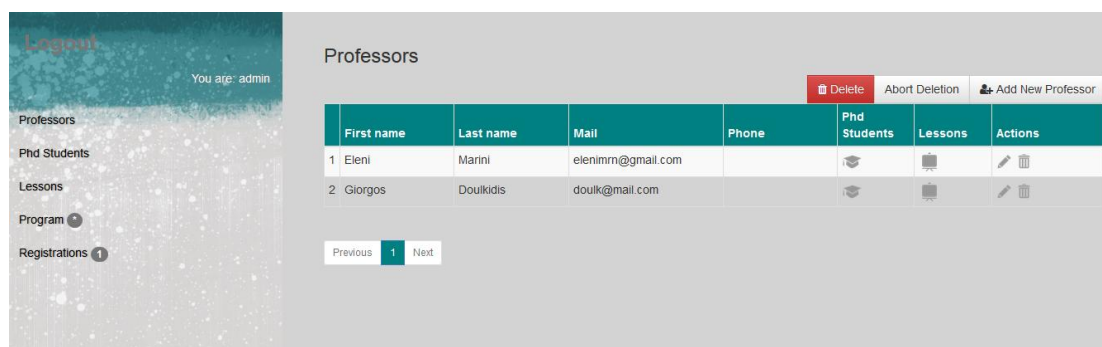 Logout
You are: admin
Professors
Phd Students
Lessons
Program *
Registrations 1
Professors
Delete Abort Deletion Add New Professor
First name Last name Mail Phone Phd Students Lessons Actions
1 Eleni Marini elenimrn@gmail.com
2 Giorgos Doulkidis doulk@mail.com
Previous 1 Next